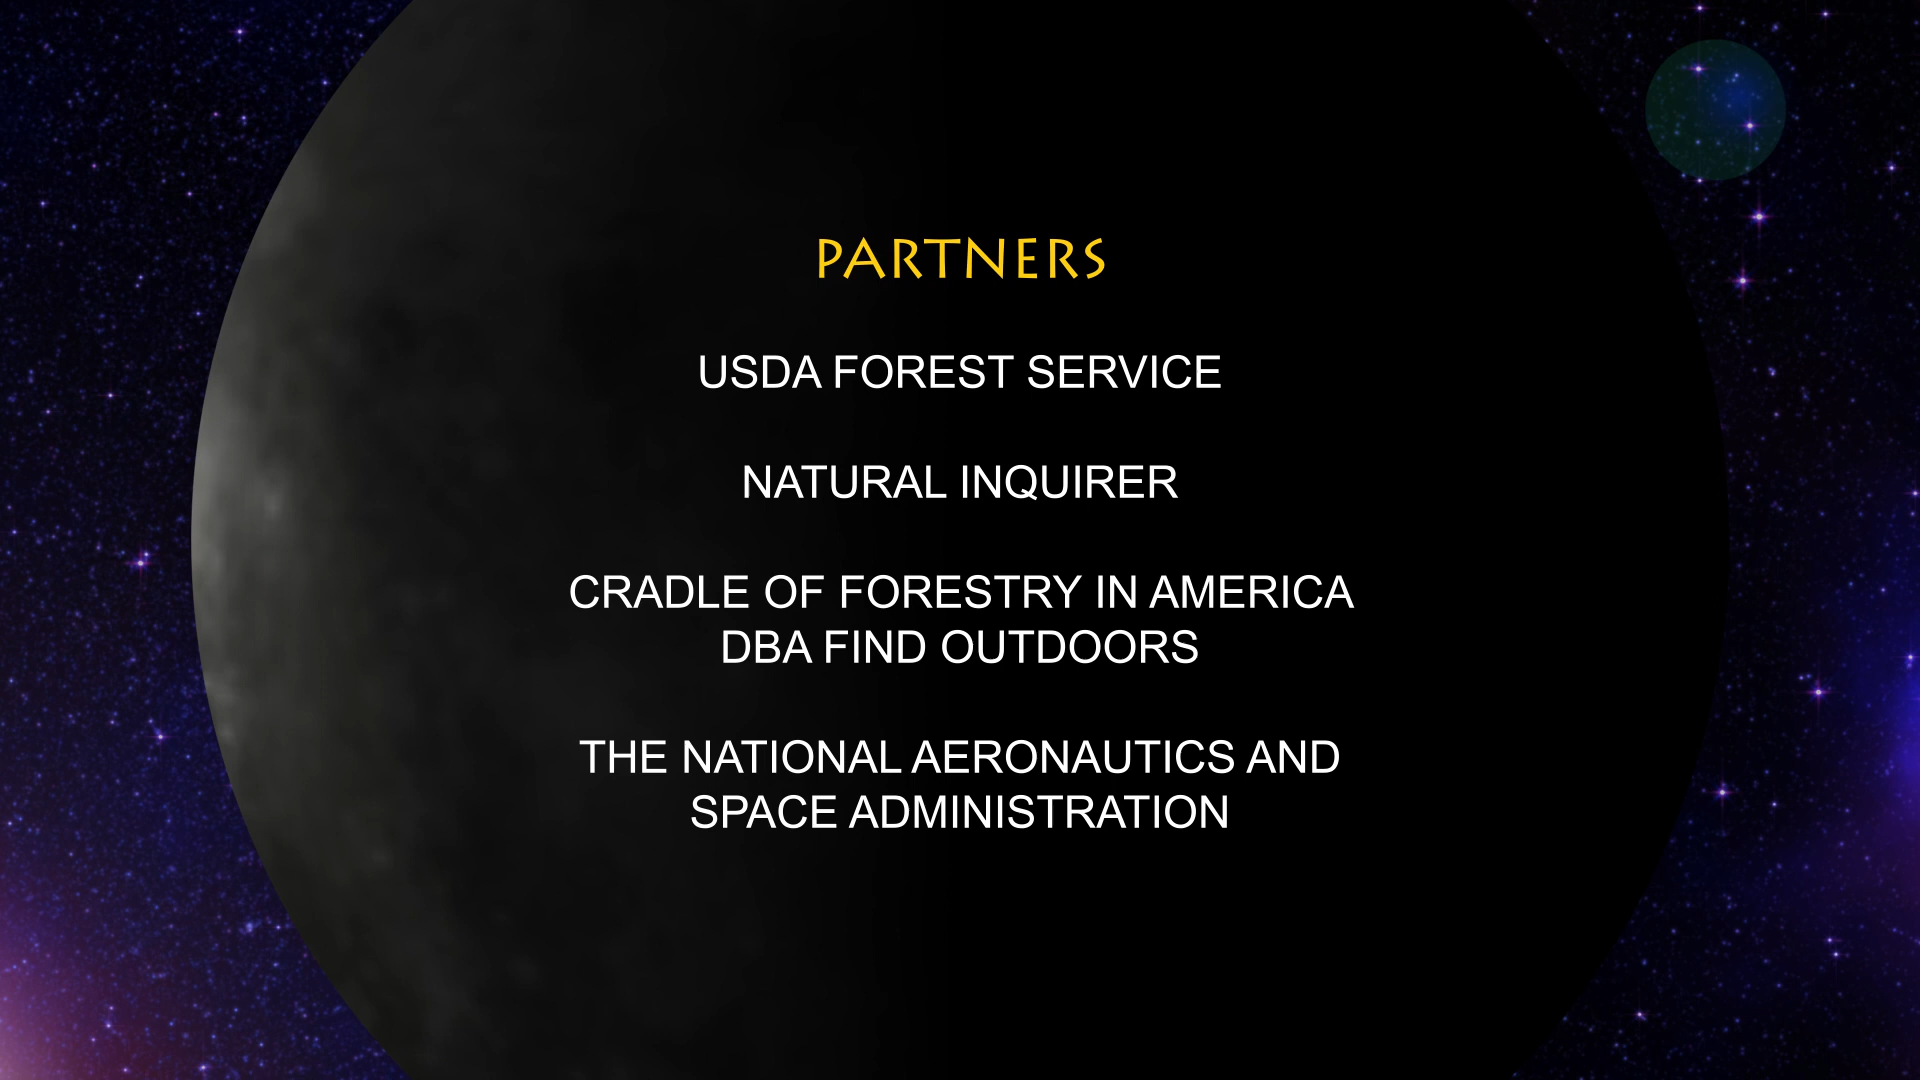 PARTNERS
USDA FOREST SERVICE
NATURAL INQUIRER
CRADLE OF FORESTRY IN AMERICA
DBA FIND OUTDOORS
THE NATIONAL AERONAUTICS AND
SPACE ADMINISTRATION